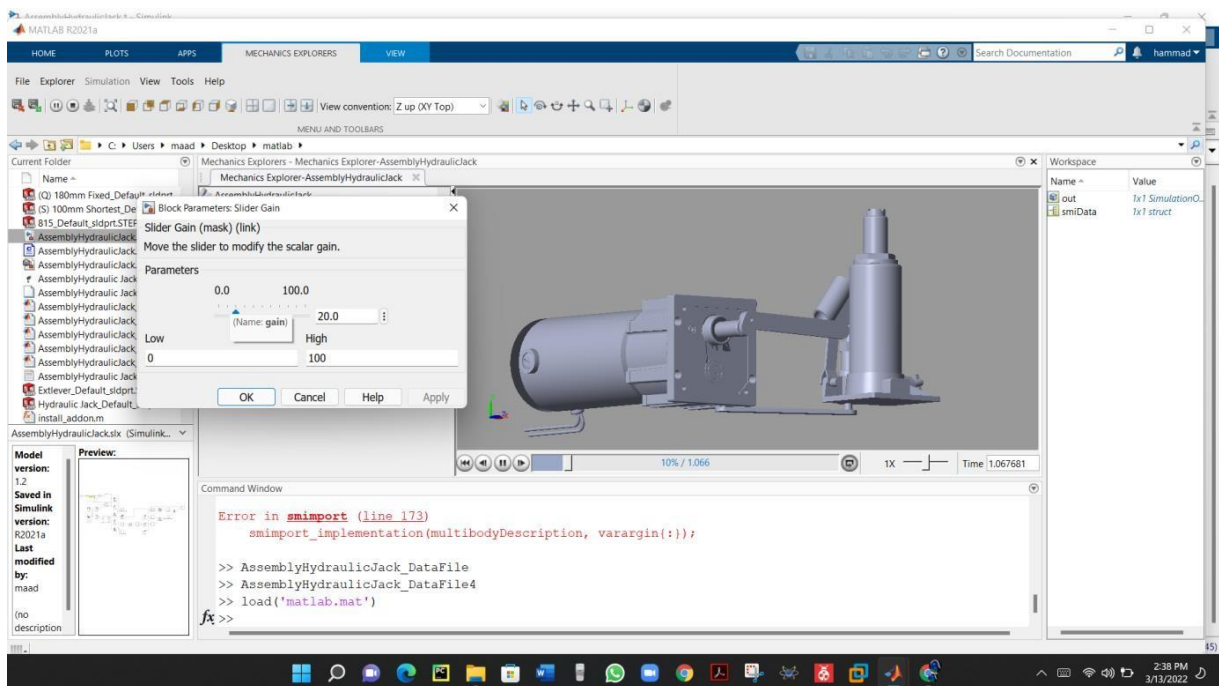 AssemblyHydraulicJack * - Simulink
MATLAB R2021a
HOME PLOTS APPS MECHANICS EXPLORERS VIEW Search Documentation hammad
File Explorer Simulation View Tools Help
View convention: Z up (XY Top)
MENU AND TOOLBARS
C: Users maad Desktop matlab
Current Folder
Name
(Q) 180mm Fixed_Default_sldprt
(S) 100mm Shortest_De
815_Default_sldprt.STEP
AssemblyHydraulicJack
AssemblyHydraulicJack
AssemblyHydraulicJack
AssemblyHydraulic Jack
AssemblyHydraulic Jack
AssemblyHydraulicJack
AssemblyHydraulicJack
AssemblyHydraulicJack
AssemblyHydraulicJack
AssemblyHydraulicJack
AssemblyHydraulic Jack
Extlever_Default_sldprt.
Hydraulic Jack_Default_
install_addon.m
AssemblyHydraulicJack.slx (Simulink...
Model version:
1.2
Saved in Simulink version:
R2021a
Last modified by:
maad
(no description
Preview:
Mechanics Explorers - Mechanics Explorer-AssemblyHydraulicJack
Mechanics Explorer-AssemblyHydraulicJack
AssemblyHydraulicJack
Block Parameters: Slider Gain
Slider Gain (mask) (link)
Move the slider to modify the scalar gain.
Parameters
0.0 100.0
20.0
(Name: gain)
Low High
0 100
OK Cancel Help Apply
10% / 1.066 1X Time 1.067681
Command Window
Error in smimport (line 173)
smimport_implementation(multibodyDescription, varargin{:});
>> AssemblyHydraulicJack_DataFile
>> AssemblyHydraulicJack_DataFile4
>> load('matlab.mat')
fx >>
Workspace
Name Value
out 1x1 SimulationO...
smiData 1x1 struct
45)
2:38 PM
3/13/2022